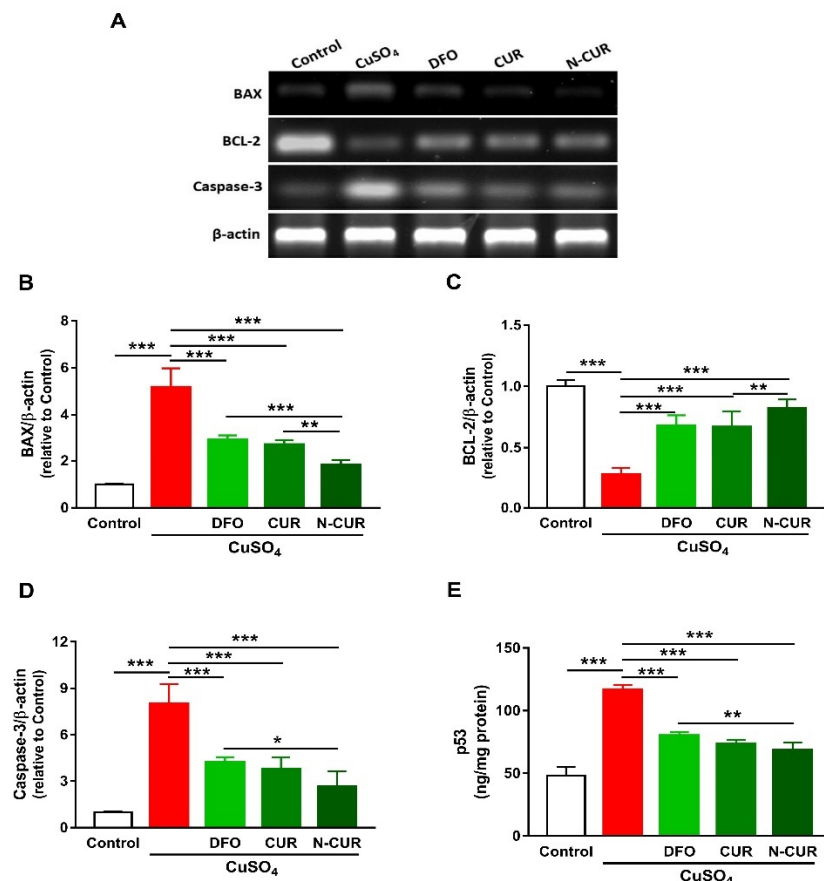 A
Control CuSO₄ DFO CUR N-CUR
BAX
BCL-2
Caspase-3
β-actin
B
BAX/β-actin
(relative to Control)
8
6
4
2
0
***
***
***
***
***
**
Control DFO CUR N-CUR
CuSO₄
C
BCL-2/β-actin
(relative to Control)
1.5
1.0
0.5
0.0
***
***
***
**
***
Control DFO CUR N-CUR
CuSO₄
D
Caspase-3/β-actin
(relative to Control)
12
9
6
3
0
***
***
***
***
*
Control DFO CUR N-CUR
CuSO₄
E
p53
(ng/mg protein)
150
100
50
0
***
***
***
***
**
Control DFO CUR N-CUR
CuSO₄